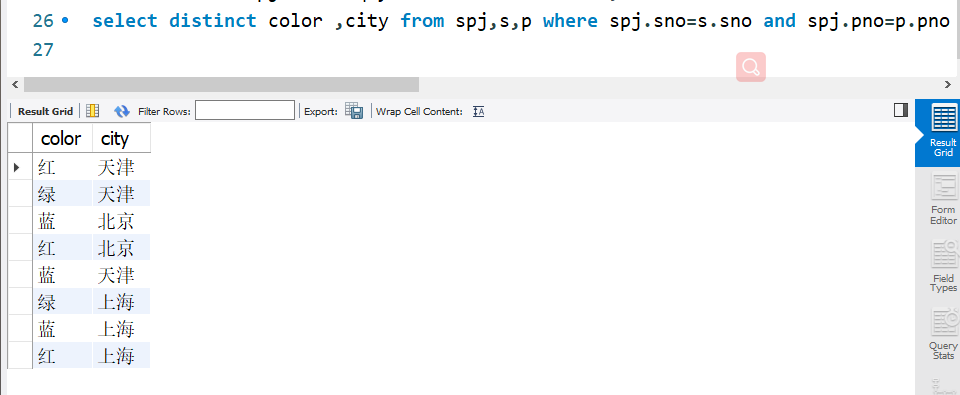 26 select distinct color ,city from spj,s,p where spj.sno=s.sno and spj.pno=p.pno
27
Result Grid Filter Rows: Export: Wrap Cell Content:
color city
红 天津
绿 天津
蓝 北京
红 北京
蓝 天津
绿 上海
蓝 上海
红 上海
Result
Grid
Form
Editor
Field
Types
Query
Stats